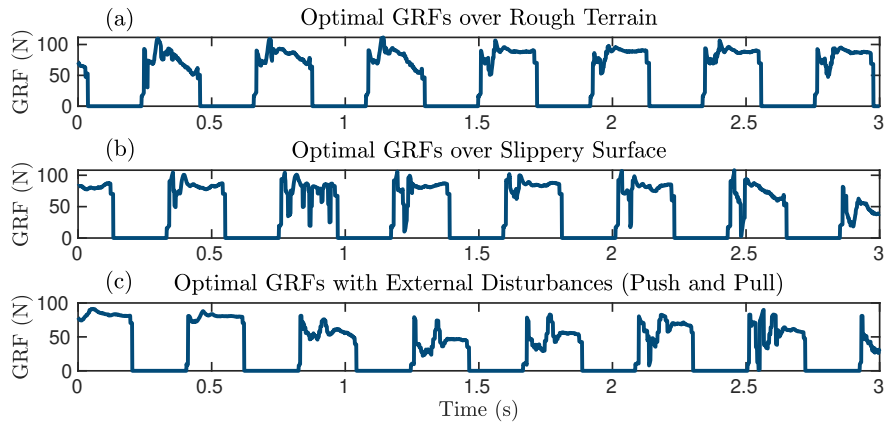 (a) Optimal GRFs over Rough Terrain
GRF (N)
100
50
0
0 0.5 1 1.5 2 2.5 3
(b) Optimal GRFs over Slippery Surface
GRF (N)
100
50
0
0 0.5 1 1.5 2 2.5 3
(c) Optimal GRFs with External Disturbances (Push and Pull)
GRF (N)
100
50
0
0 0.5 1 1.5 2 2.5 3
Time (s)